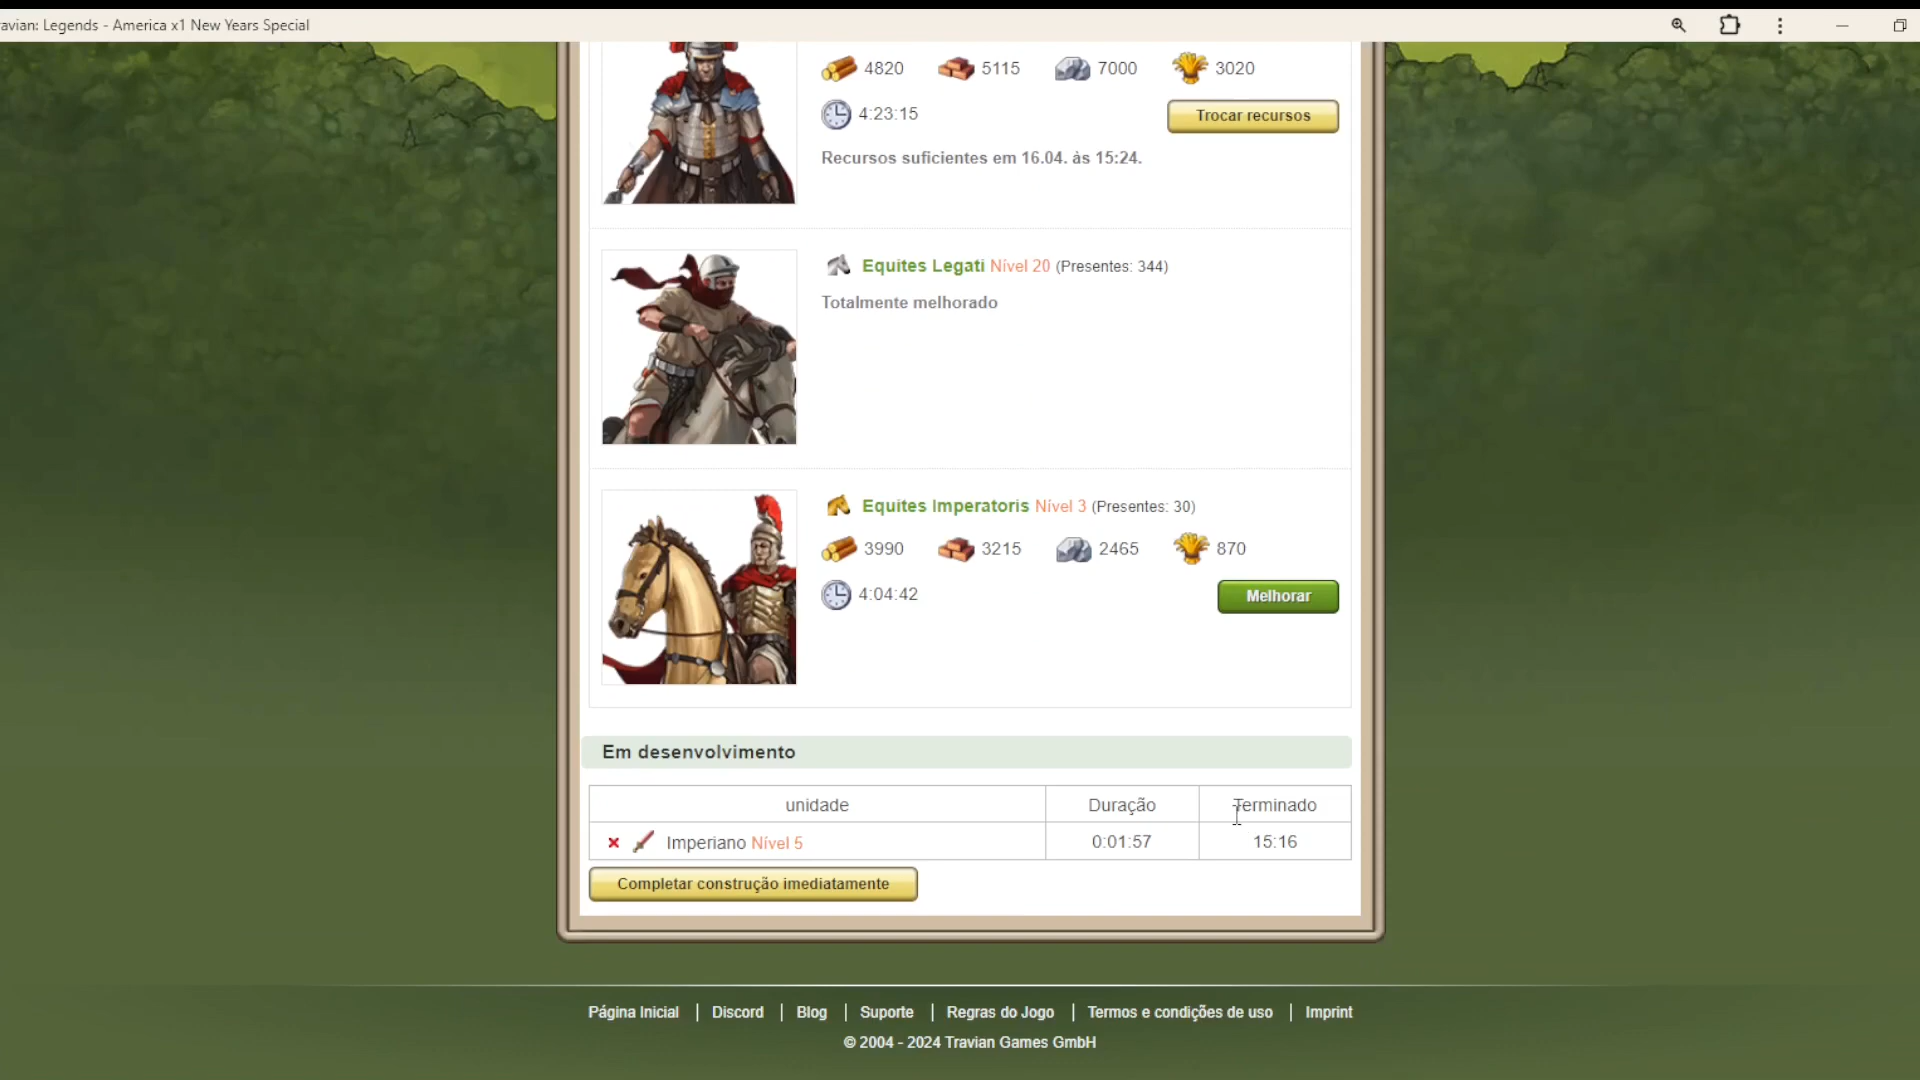 avian: Legends - America x1 New Years Special
4820 5115 7000 3020
4:23:15 Trocar recursos
Recursos suficientes em 16.04. às 15:24.
Equites Legati Nível 20 (Presentes: 344)
Totalmente melhorado
Equites Imperatoris Nível 3 (Presentes: 30)
3990 3215 2465 870
4:04:42 Melhorar
Em desenvolvimento
unidade Duração Terminado
Imperiano Nível 5 0:01:57 15:16
Completar construção imediatamente
Página Inicial | Discord | Blog | Suporte | Regras do Jogo | Termos e condições de uso | Imprint
© 2004 - 2024 Travian Games GmbH